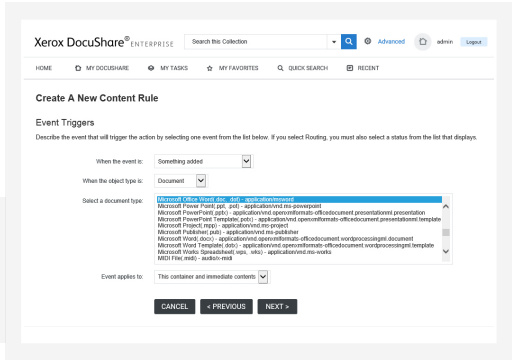 Xerox DocuShare® ENTERPRISE
Search this Collection
Advanced
admin
Logout
HOME
MY DOCUSHARE
MY TASKS
MY FAVORITES
QUICK SEARCH
RECENT
Create A New Content Rule
Event Triggers
Describe the event that will trigger the action by selecting one event from the list below. If you select Routing, you must also select a status from the list that displays.
When the event is: Something added
When the object type is: Document
Select a document type:
Microsoft Office Word(.doc, .dot) - application/msword
Microsoft Power Point(.ppt, .pot) - application/vnd.ms-powerpoint
Microsoft PowerPoint(.pptx) - application/vnd.openxmlformats-officedocument.presentationml.presentation
Microsoft PowerPoint Template(.potx) - application/vnd.openxmlformats-officedocument.presentationml.template
Microsoft Project(.mpp) - application/vnd.ms-project
Microsoft Publisher(.pub) - application/vnd.ms-publisher
Microsoft Word(.docx) - application/vnd.openxmlformats-officedocument.wordprocessingml.document
Microsoft Word Template(.dotx) - application/vnd.openxmlformats-officedocument.wordprocessingml.template
Microsoft Works Spreadsheet(.wps, .wks) - application/vnd.ms-works
MIDI File(.midi) - audio/x-midi
Event applies to: This container and immediate contents
CANCEL
< PREVIOUS
NEXT >